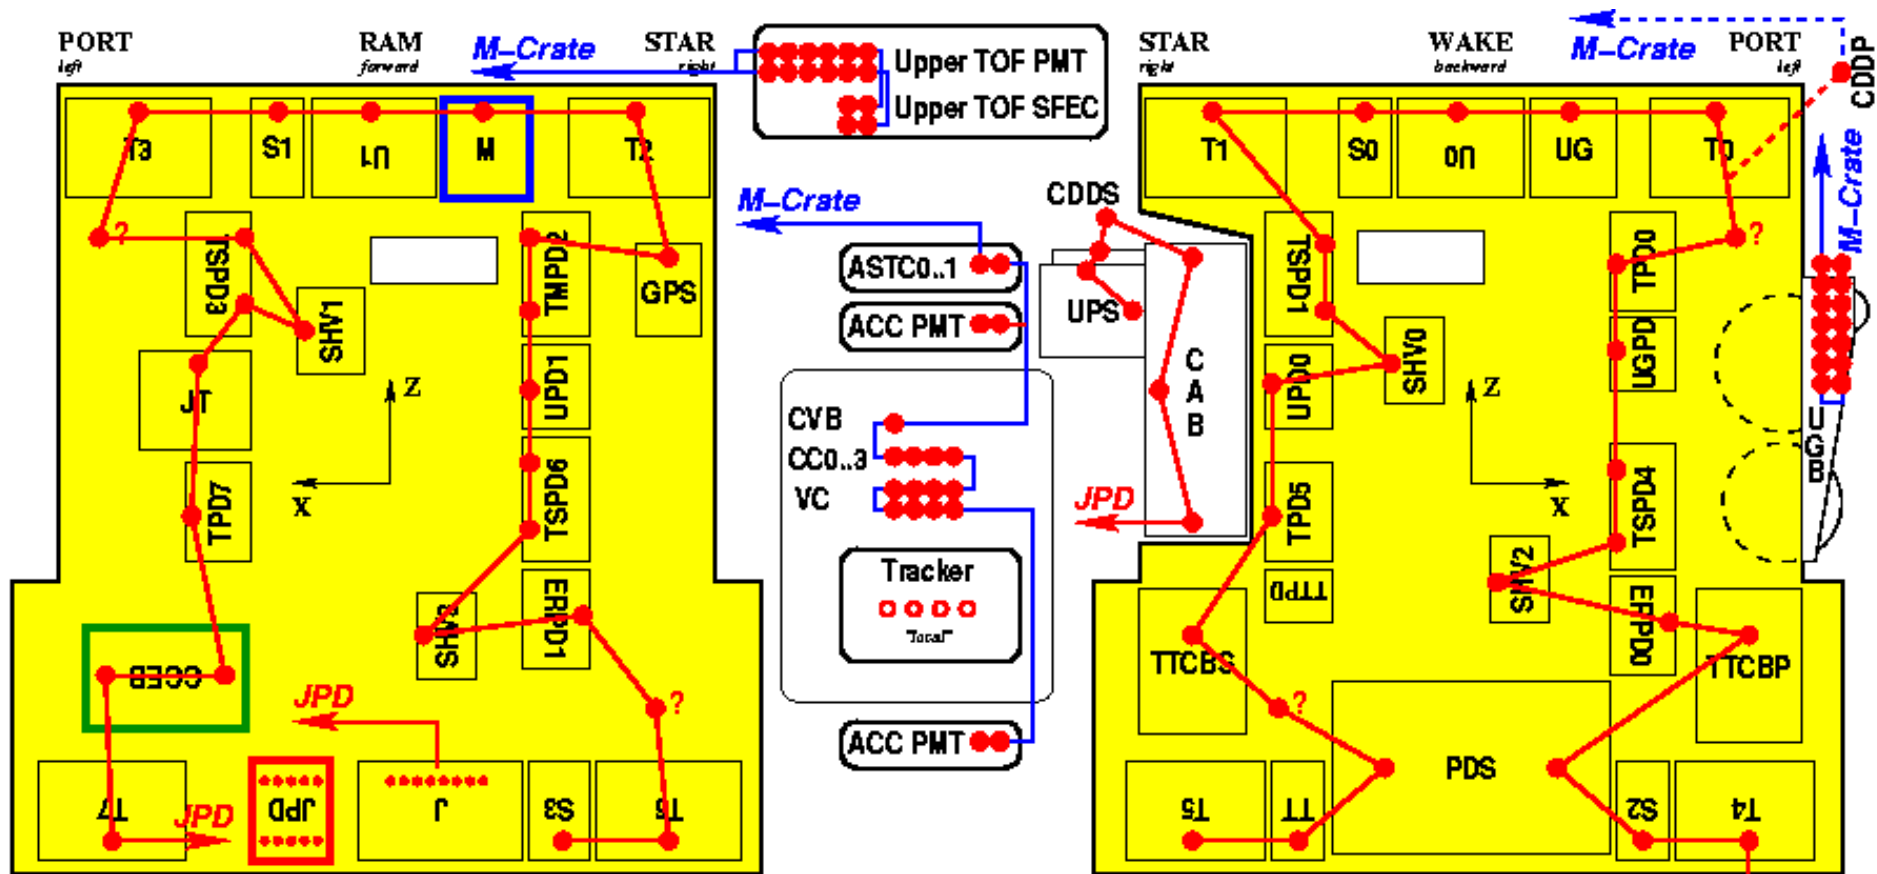 PORT
left
RAM
forward
STAR
right
M-Crate
Upper TOF PMT
Upper TOF SFEC
STAR
right
WAKE
backward
PORT
left
M-Crate
CDDP
T3
S1
U1
M
T2
T1
S0
U0
UG
T0
M-Crate
?
TSPD3
SHV1
TMPD2
GPS
M-Crate
ASTC0..1
ACC PMT
CDDS
UPS
C
A
B
TSPD1
SHV0
TPD0
?
UGPD
JT
UPD1
UPD0
Z
X
Z
X
CVB
CC0..3
VC
JPD
TPD7
TSPD6
TPD5
TSPD4
U
G
B
Tracker
"local"
SHV3
ERPD1
TTPD
SHV2
EPPD0
CCEB
TTCBS
TTCBP
JPD
?
ACC PMT
?
PDS
T7
JPD
JPD
J
S3
T6
T5
TT
S2
T4